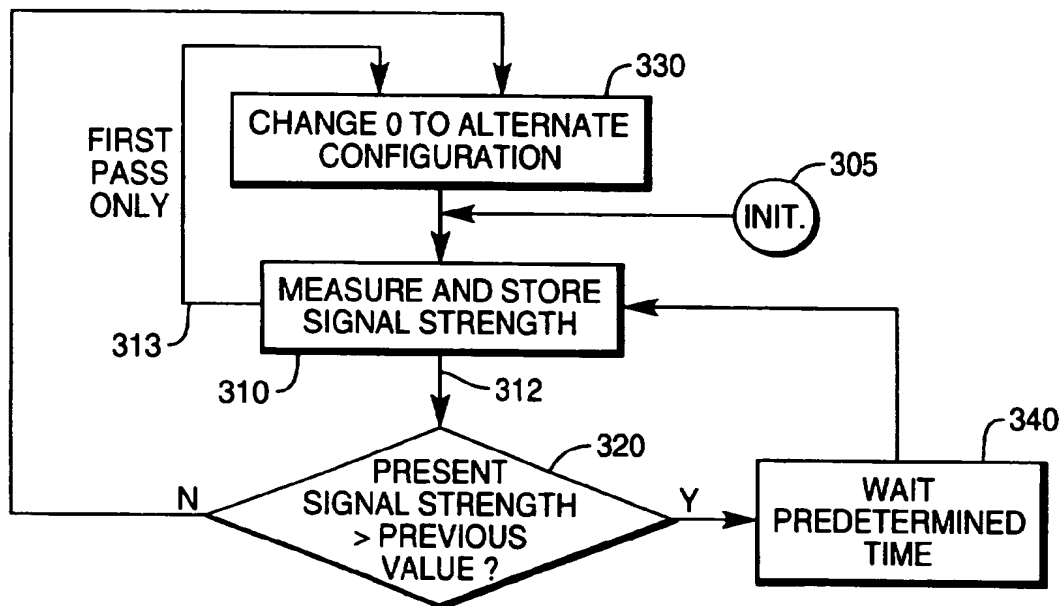 330
CHANGE 0 TO ALTERNATE
CONFIGURATION
FIRST
PASS
ONLY
305
INIT.
MEASURE AND STORE
SIGNAL STRENGTH
313
310
312
320
340
PRESENT
SIGNAL STRENGTH
> PREVIOUS
VALUE ?
N
Y
WAIT
PREDETERMINED
TIME